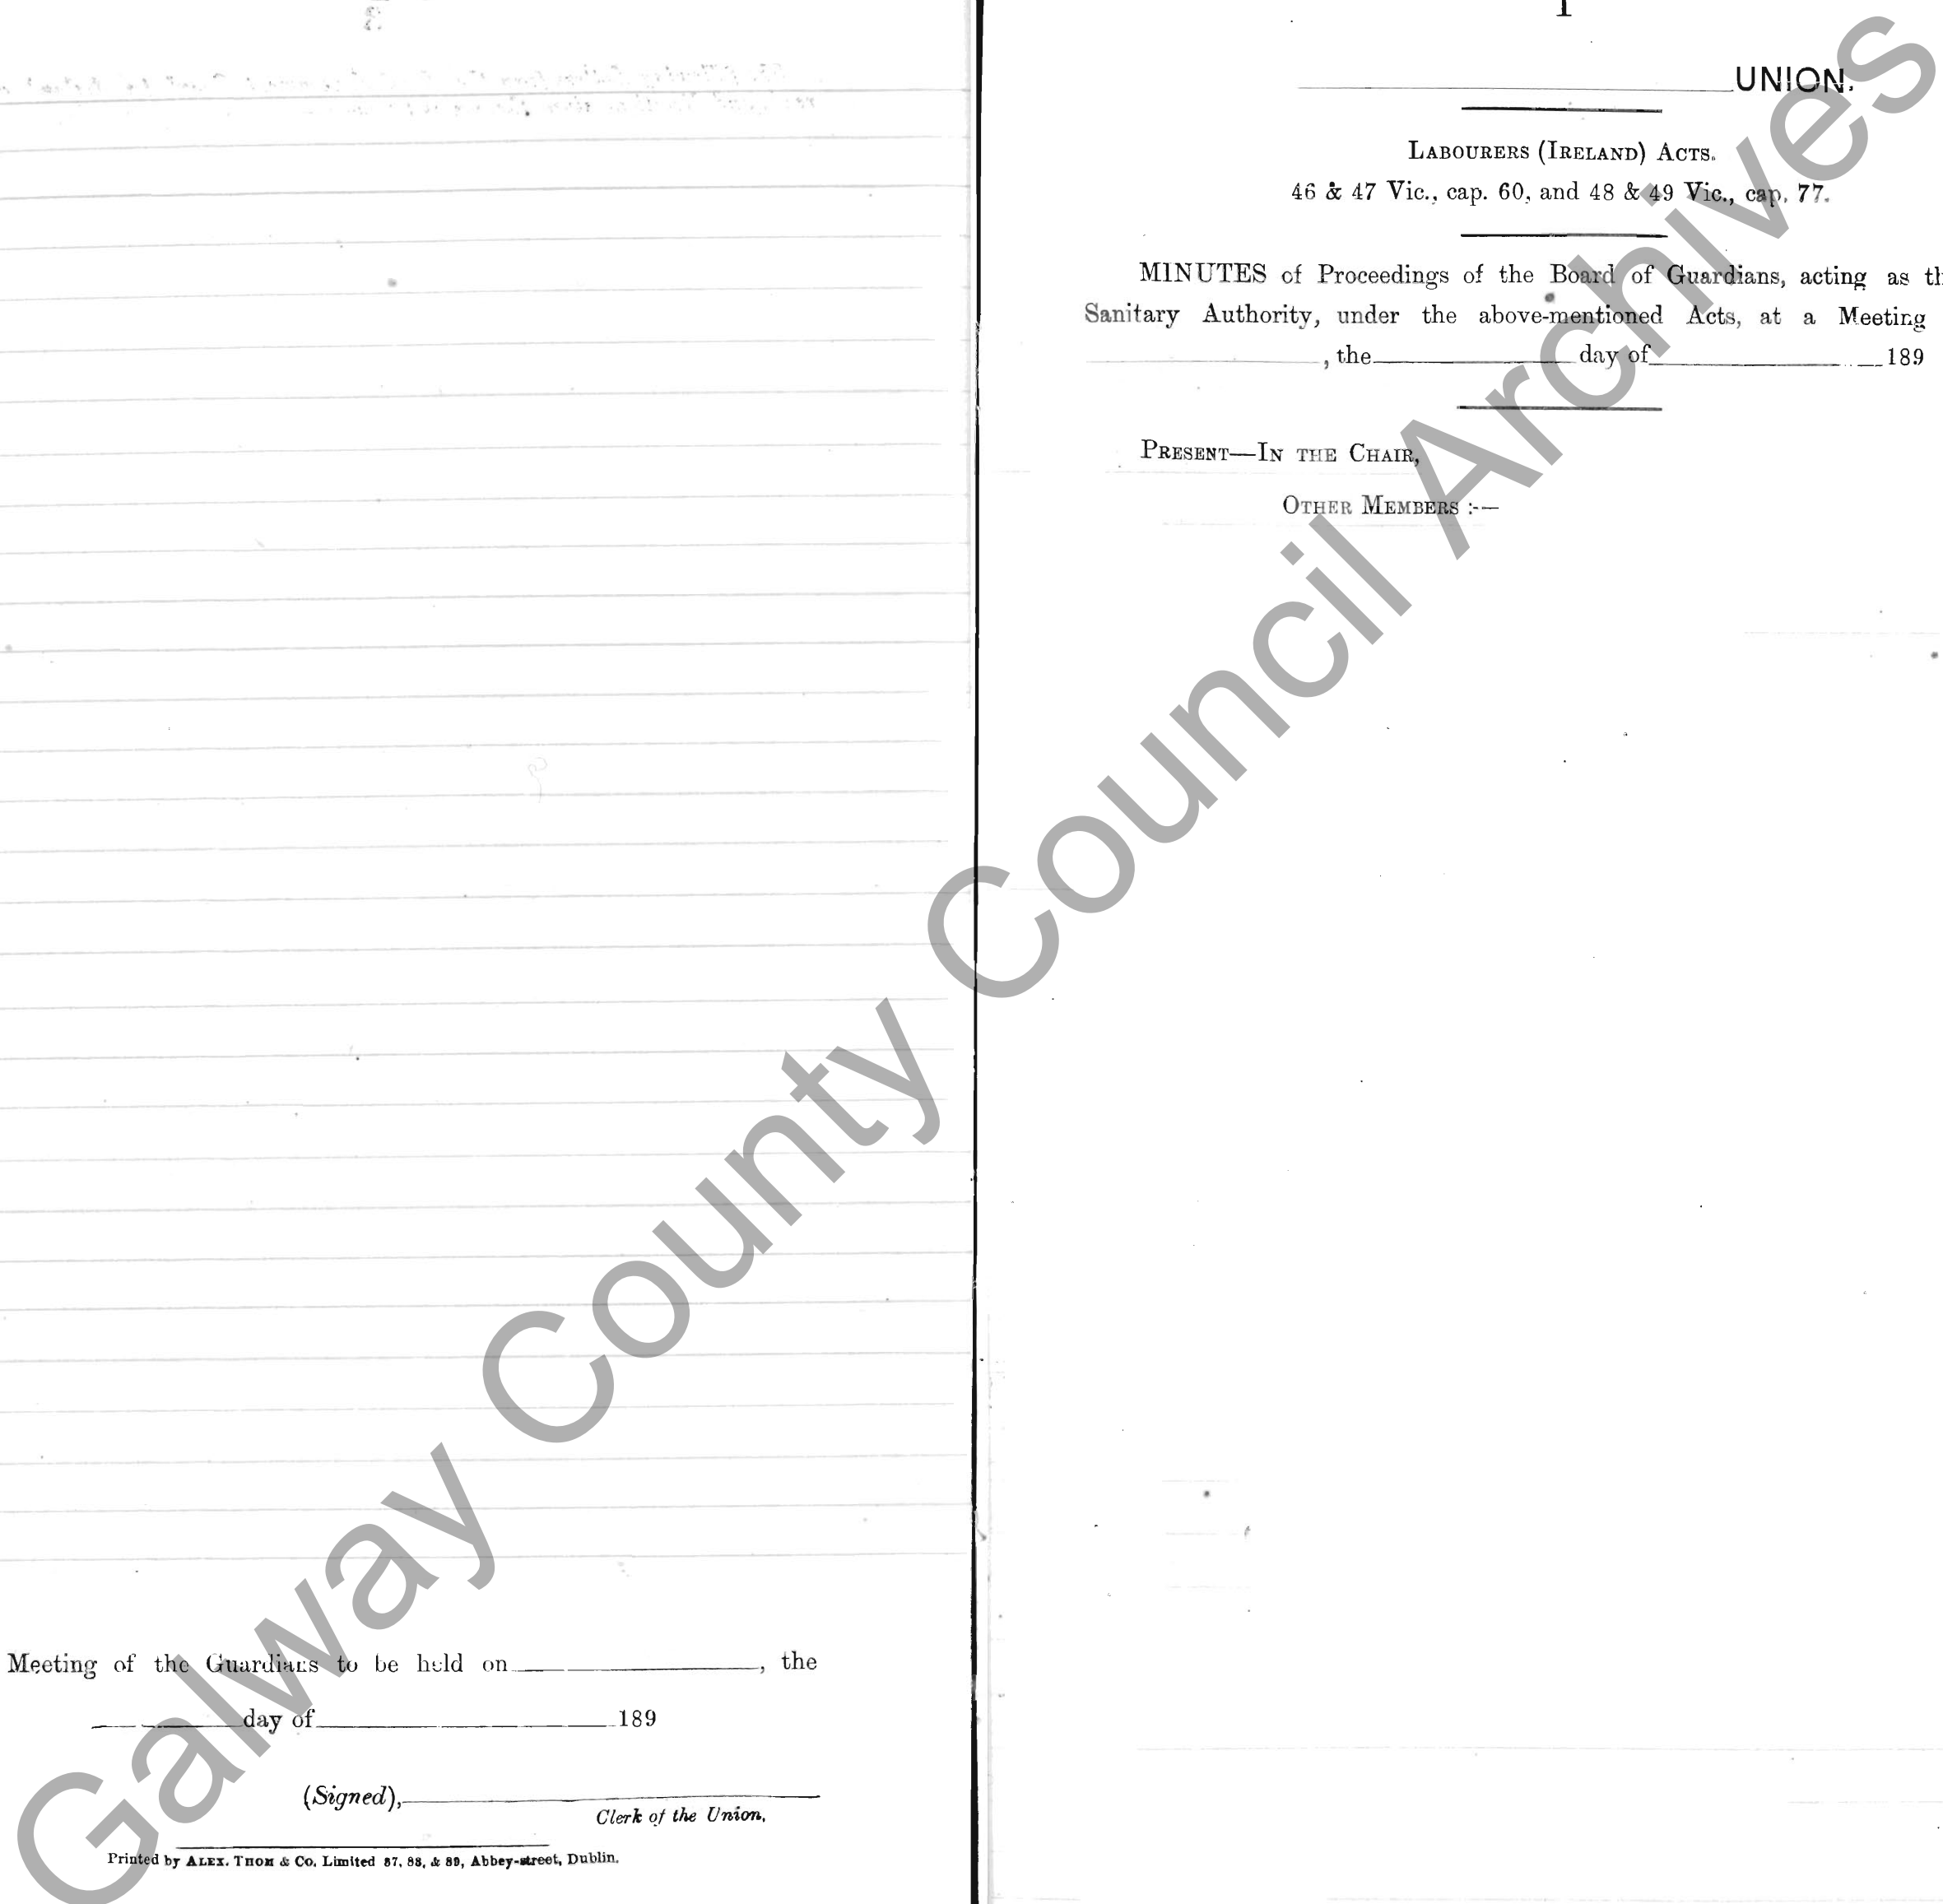 Meeting of the Guardians to be held on , the
day of 189
(Signed),
Clerk of the Union.
Printed by ALEX. THOM & Co. Limited 87, 88, & 89, Abbey-street, Dublin.
1
UNION.
LABOURERS (IRELAND) ACTS.
46 & 47 Vic., cap. 60, and 48 & 49 Vic., cap. 77.
MINUTES of Proceedings of the Board of Guardians, acting as th
Sanitary Authority, under the above-mentioned Acts, at a Meeting
, the day of 189
PRESENT—IN THE CHAIR,
OTHER MEMBERS :—
Galway County Council Archives